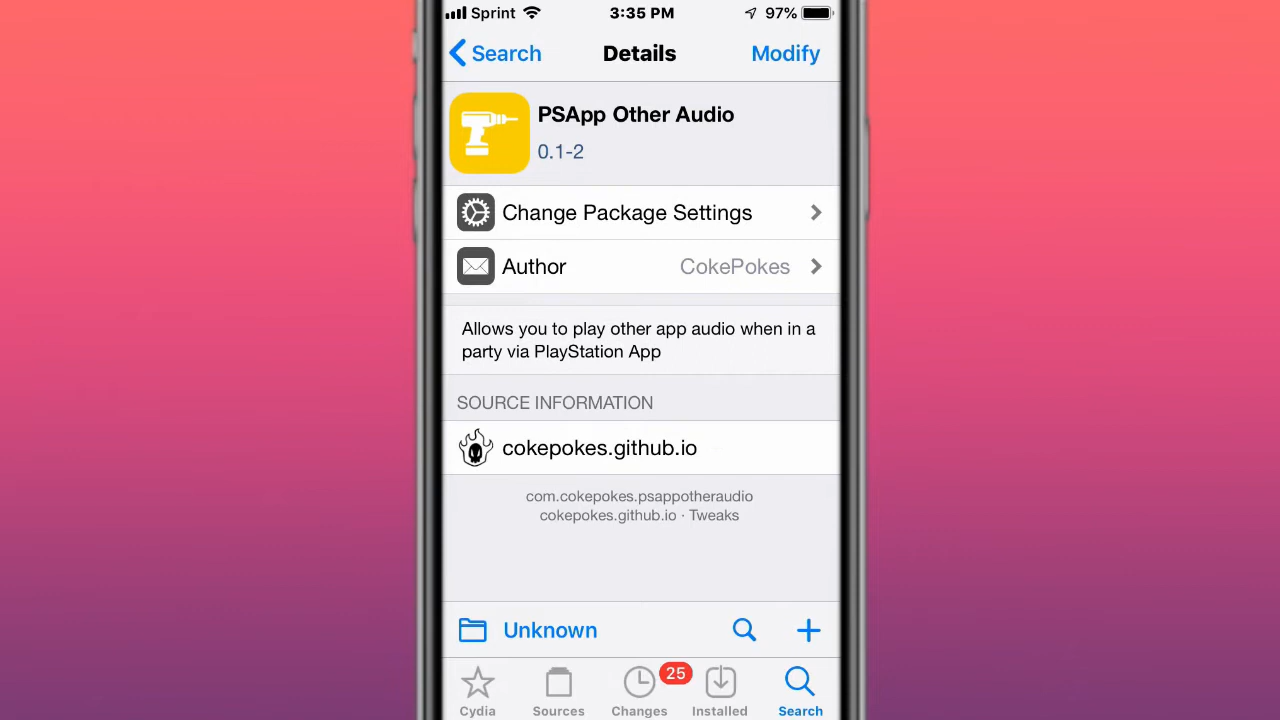 Sprint 3:35 PM 97%
Search Details Modify
PSApp Other Audio
0.1-2
Change Package Settings
Author CokePokes
Allows you to play other app audio when in a
party via PlayStation App
SOURCE INFORMATION
cokepokes.github.io
com.cokepokes.psappotheraudio
cokepokes.github.io · Tweaks
Unknown
25
Cydia Sources Changes Installed Search